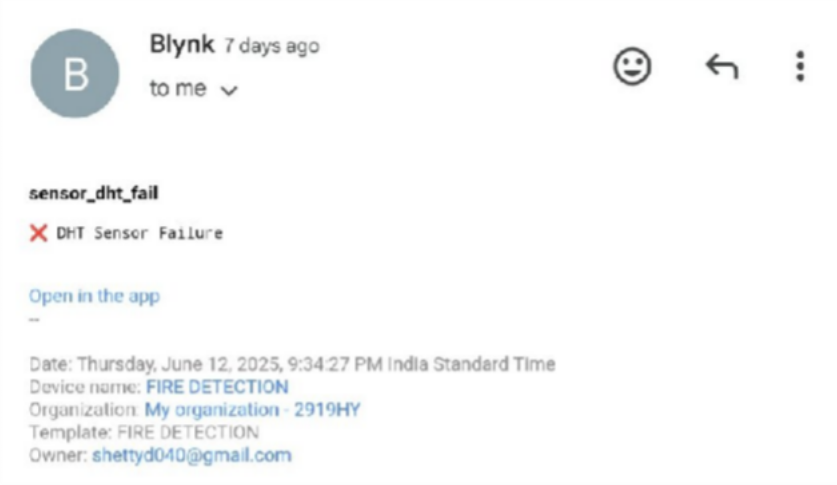 B
Blynk 7 days ago
to me
sensor_dht_fail
❌ DHT Sensor Failure
Open in the app
--
Date: Thursday, June 12, 2025, 9:34:27 PM India Standard Time
Device name: FIRE DETECTION
Organization: My organization - 2919HY
Template: FIRE DETECTION
Owner: shettyd040@gmail.com